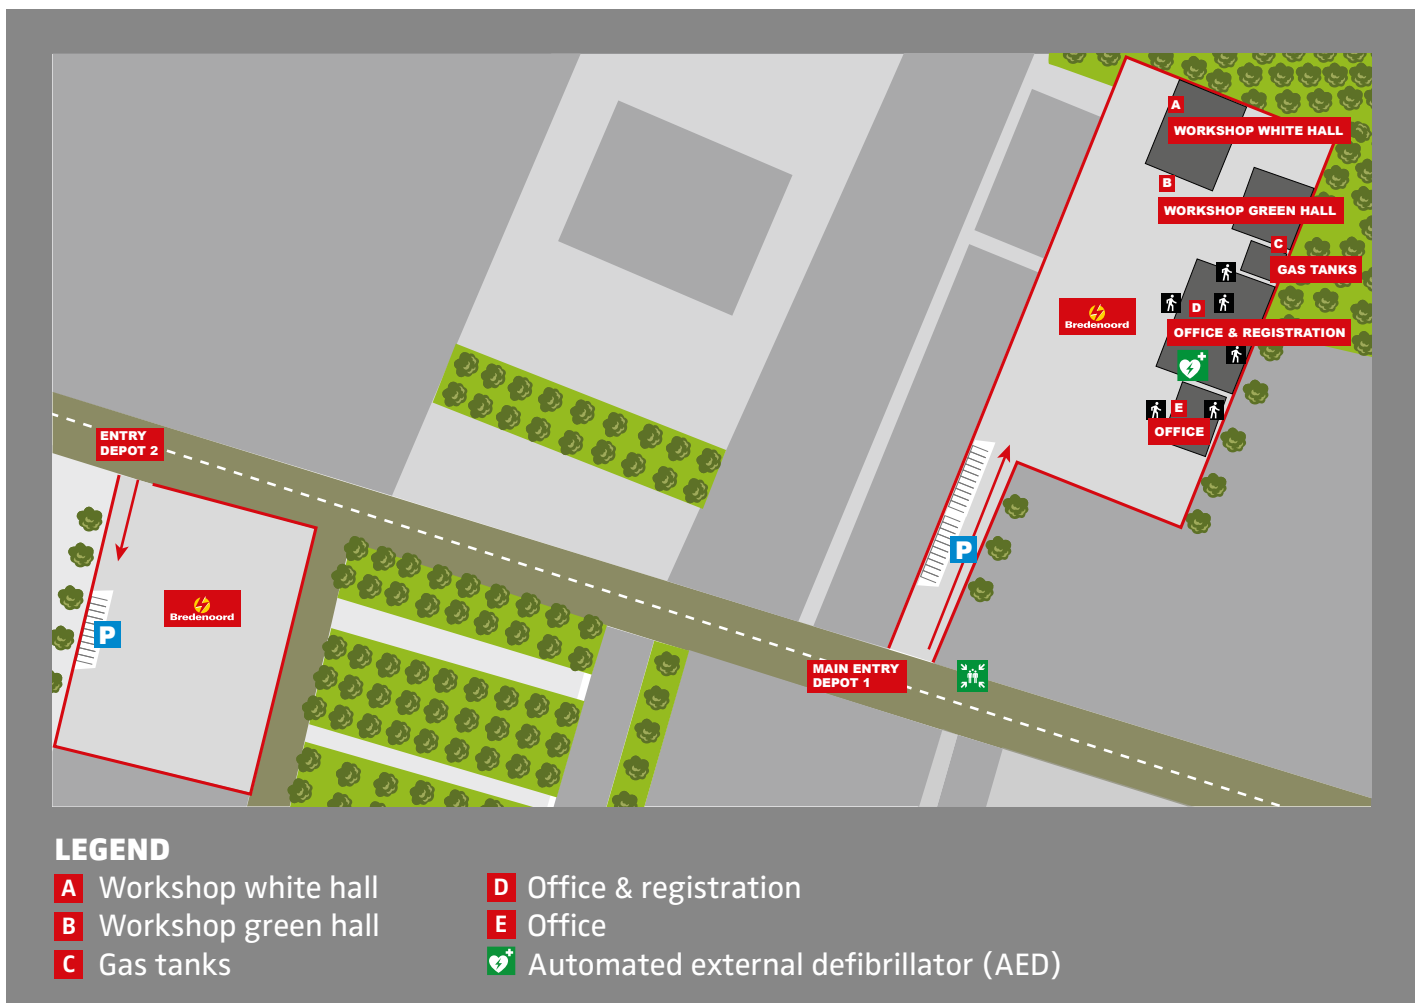 A
WORKSHOP WHITE HALL
B
WORKSHOP GREEN HALL
C
GAS TANKS
D
OFFICE & REGISTRATION
Bredenoord
E
OFFICE
ENTRY
DEPOT 2
P
Bredenoord
P
MAIN ENTRY
DEPOT 1
LEGEND
A Workshop white hall
B Workshop green hall
C Gas tanks
D Office & registration
E Office
Automated external defibrillator (AED)